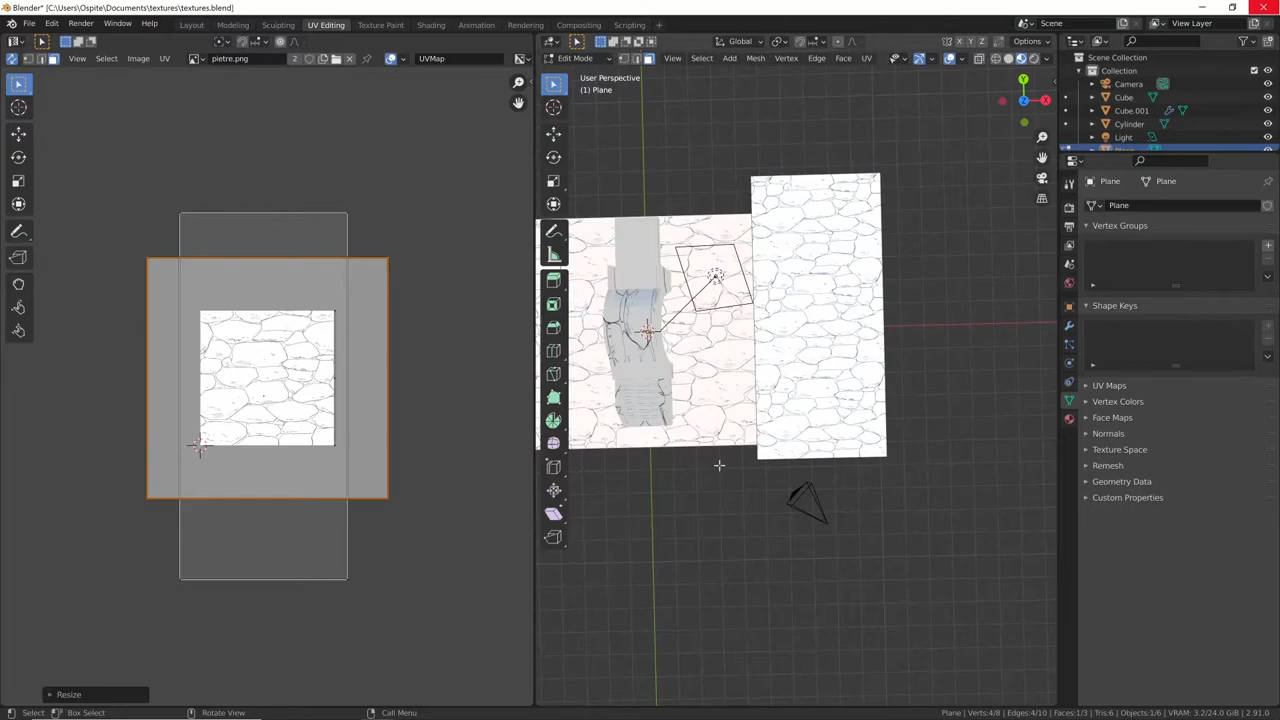 Blender* [C:\Users\Ospite\Documents\textures\textures.blend]
File Edit Render Window Help
Layout Modeling Sculpting UV Editing Texture Paint Shading Animation Rendering Compositing Scripting +
Scene
View Layer
Global
Options
View Select Image UV
pietre.png
2
UVMap
Edit Mode
View Select Add Mesh Vertex Edge Face UV
X Y Z
User Perspective
(1) Plane
Y
X
Z
Scene Collection
Collection
Camera
Cube
Cube.001
Cylinder
Light
Plane Plane
Plane
Vertex Groups
Shape Keys
UV Maps
Vertex Colors
Face Maps
Normals
Texture Space
Remesh
Geometry Data
Custom Properties
Resize
Select Box Select Rotate View Call Menu
Plane | Verts:4/8 | Edges:4/10 | Faces:1/3 | Tris:6 | Objects:1/6 | VRAM: 3.2/24.0 GiB | 2.91.0